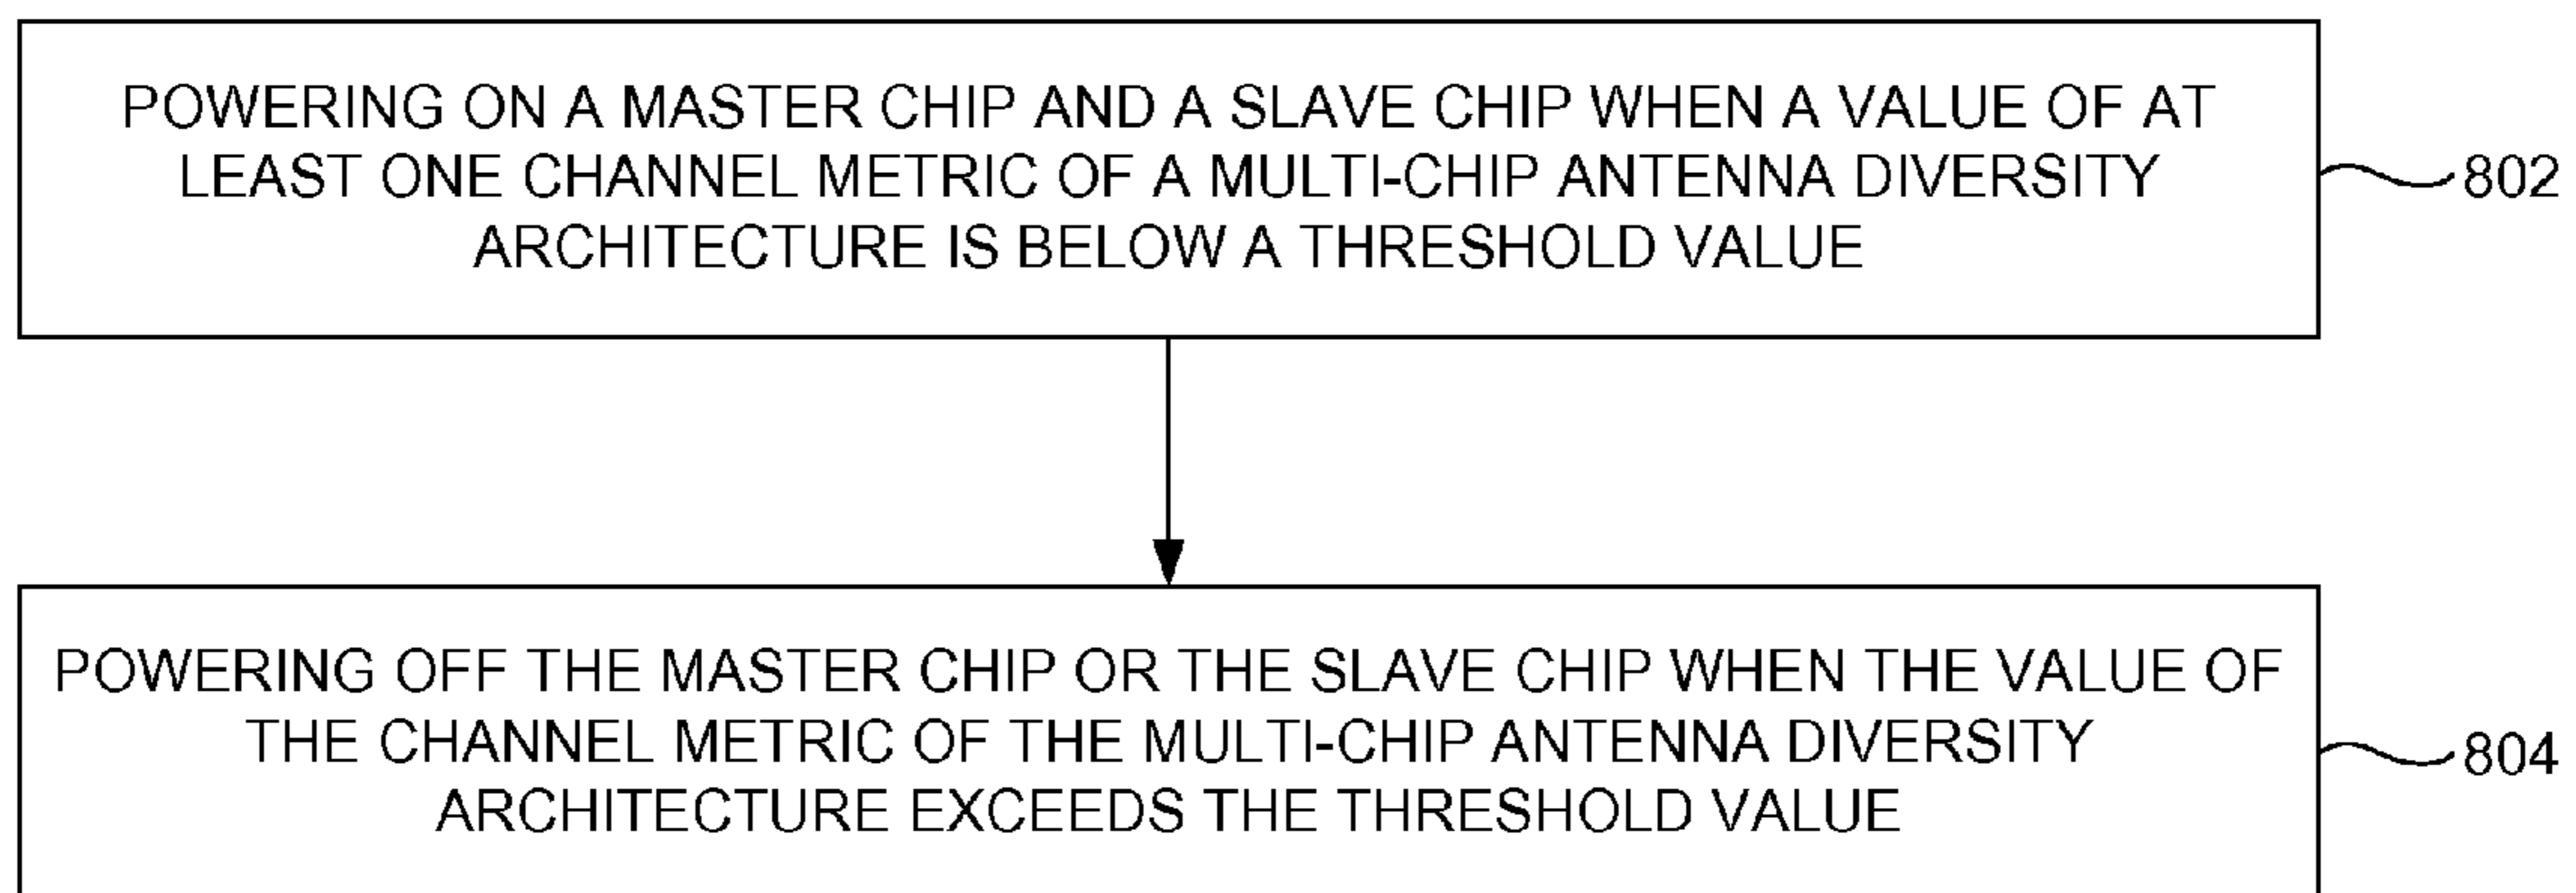 POWERING ON A MASTER CHIP AND A SLAVE CHIP WHEN A VALUE OF AT
LEAST ONE CHANNEL METRIC OF A MULTI-CHIP ANTENNA DIVERSITY
ARCHITECTURE IS BELOW A THRESHOLD VALUE
802
POWERING OFF THE MASTER CHIP OR THE SLAVE CHIP WHEN THE VALUE OF
THE CHANNEL METRIC OF THE MULTI-CHIP ANTENNA DIVERSITY
ARCHITECTURE EXCEEDS THE THRESHOLD VALUE
804